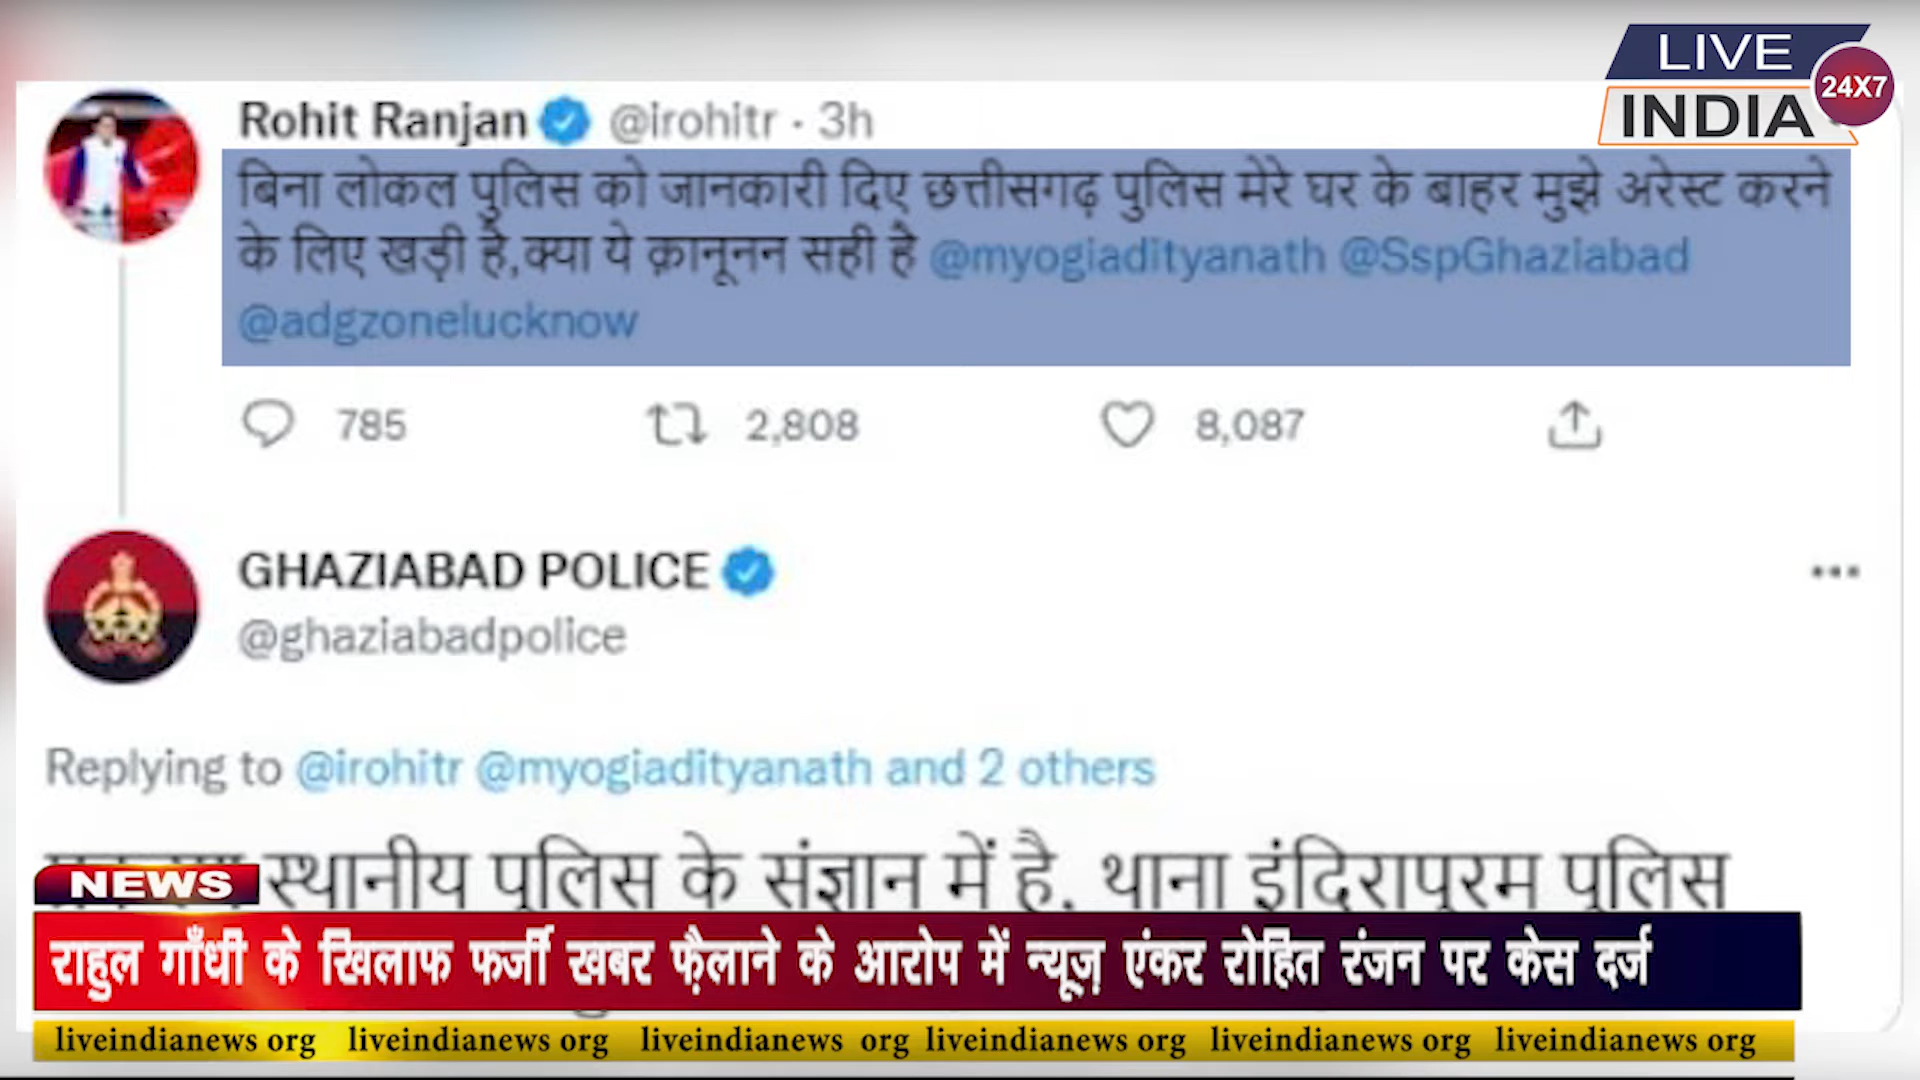 LIVE
INDIA
24X7
Rohit Ranjan @irohitr · 3h
बिना लोकल पुलिस को जानकारी दिए छत्तीसगढ़ पुलिस मेरे घर के बाहर मुझे अरेस्ट करने
के लिए खड़ी है,क्या ये क़ानूनन सही है @myogiadityanath @SspGhaziabad
@adgzonelucknow
785 2,808 8,087
GHAZIABAD POLICE
@ghaziabadpolice
Replying to @irohitr @myogiadityanath and 2 others
स्थानीय पुलिस के संज्ञान में है, थाना इंदिरापुरम पुलिस
NEWS
राहुल गाँधी के खिलाफ फर्जी खबर फ़ैलाने के आरोप में न्यूज़ एंकर रोहित रंजन पर केस दर्ज
liveindianews org liveindianews org liveindianews org liveindianews org liveindianews org liveindianews org